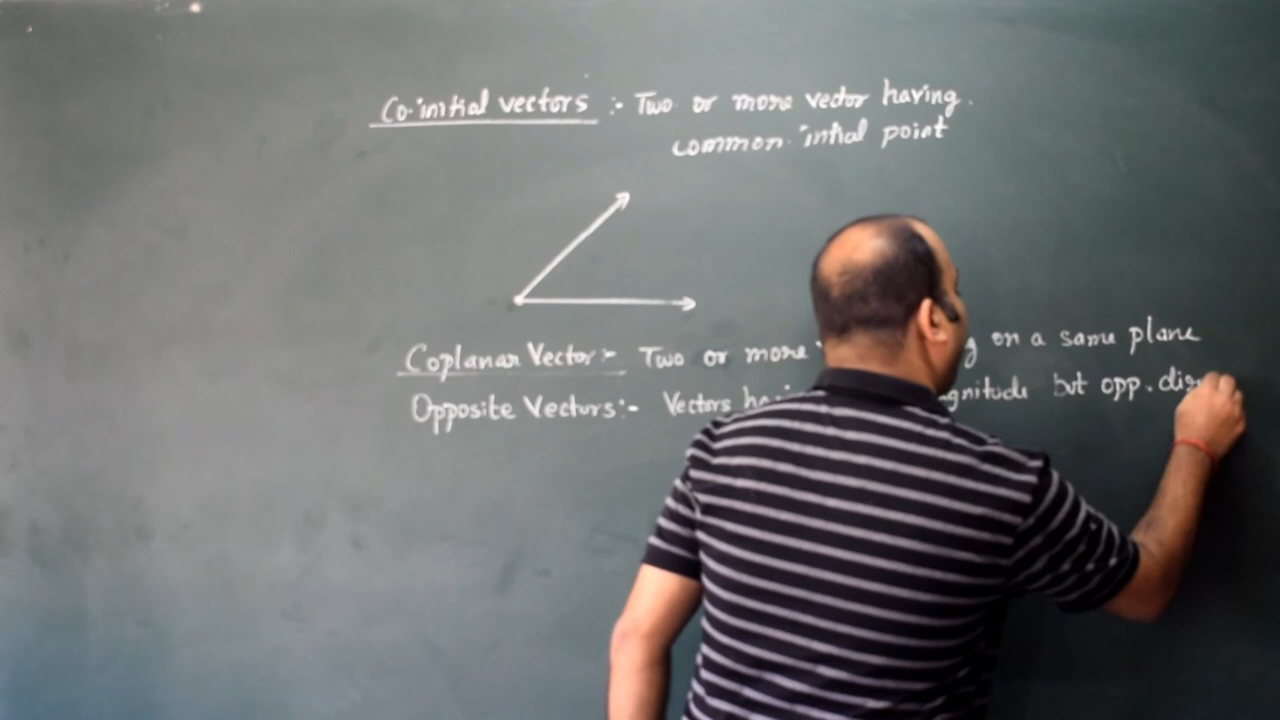 Co-initial vectors :- Two or more vector having.
common intial point
Coplanar Vector:- Two or more on a same plane
Opposite Vectors:- Vectors but opp.